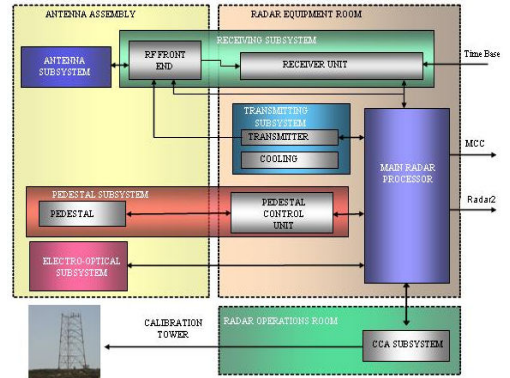 ANTENNA ASSEMBLY
RADAR EQUIPMENT ROOM
RECEIVING SUBSYSTEM
ANTENNA
SUBSYSTEM
RF FRONT
END
RECEIVER UNIT
Time Base
TRANSMITTING
SUBSYSTEM
TRANSMITTER
COOLING
MAIN RADAR
PROCESSOR
MCC
Radar2
PEDESTAL SUBSYSTEM
PEDESTAL
PEDESTAL
CONTROL
UNIT
ELECTRO-OPTICAL
SUBSYSTEM
CALIBRATION
TOWER
RADAR OPERATIONS ROOM
CCA SUBSYSTEM